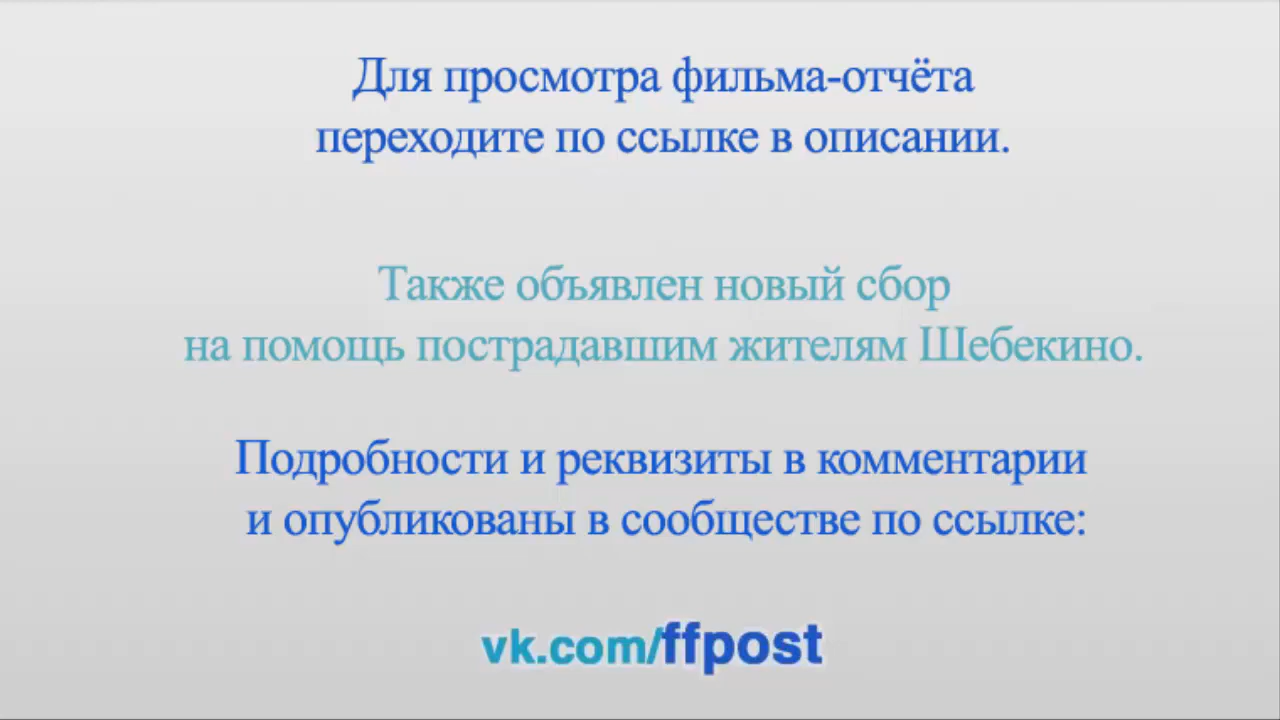 Для просмотра фильма-отчёта
переходите по ссылке в описании.
Также объявлен новый сбор
на помощь пострадавшим жителям Шебекино.
Подробности и реквизиты в комментарии
и опубликованы в сообществе по ссылке:
vk.com/ffpost